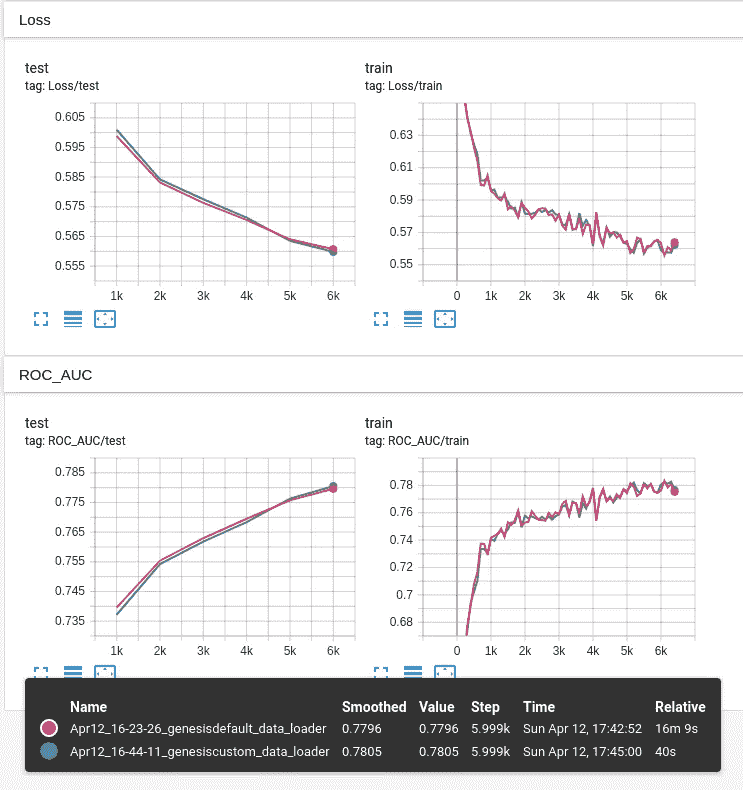 Loss
test
tag: Loss/test
0.605
0.595
0.585
0.575
0.565
0.555
1k 2k 3k 4k 5k 6k
train
tag: Loss/train
0.63
0.61
0.59
0.57
0.55
0 1k 2k 3k 4k 5k 6k
ROC_AUC
test
tag: ROC_AUC/test
0.785
0.775
0.765
0.755
0.745
0.735
1k 2k 3k 4k 5k 6k
train
tag: ROC_AUC/train
0.78
0.76
0.74
0.72
0.7
0.68
0 1k 2k 3k 4k 5k 6k
Name Smoothed Value Step Time Relative
Apr12_16-23-26_genesisdefault_data_loader 0.7796 0.7796 5.999k Sun Apr 12, 17:42:52 16m 9s
Apr12_16-44-11_genesiscustom_data_loader 0.7805 0.7805 5.999k Sun Apr 12, 17:45:00 40s